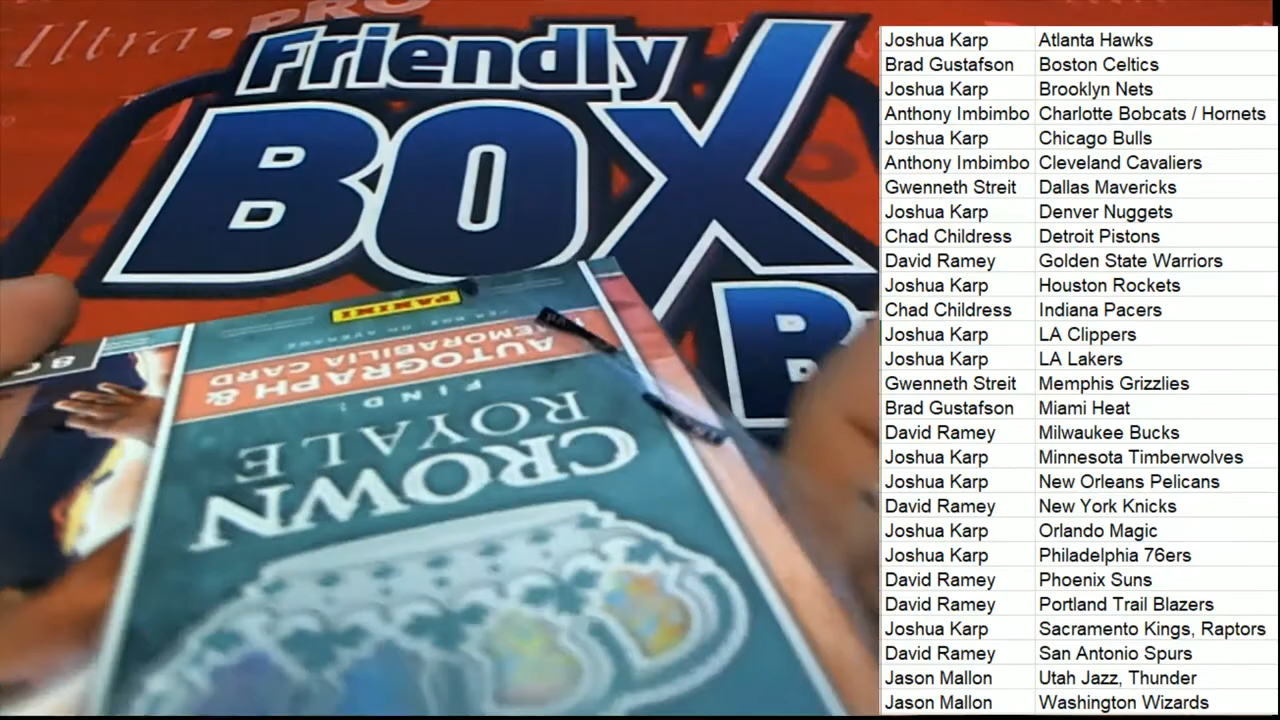 Ultra•PRO
Friendly
BOX
B
PANINI
AUTOGRAPH &
MEMORABILIA CARD
FIND:
CROWN
ROYALE
Joshua Karp Atlanta Hawks
Brad Gustafson Boston Celtics
Joshua Karp Brooklyn Nets
Anthony Imbimbo Charlotte Bobcats / Hornets
Joshua Karp Chicago Bulls
Anthony Imbimbo Cleveland Cavaliers
Gwenneth Streit Dallas Mavericks
Joshua Karp Denver Nuggets
Chad Childress Detroit Pistons
David Ramey Golden State Warriors
Joshua Karp Houston Rockets
Chad Childress Indiana Pacers
Joshua Karp LA Clippers
Joshua Karp LA Lakers
Gwenneth Streit Memphis Grizzlies
Brad Gustafson Miami Heat
David Ramey Milwaukee Bucks
Joshua Karp Minnesota Timberwolves
Joshua Karp New Orleans Pelicans
David Ramey New York Knicks
Joshua Karp Orlando Magic
Joshua Karp Philadelphia 76ers
David Ramey Phoenix Suns
David Ramey Portland Trail Blazers
Joshua Karp Sacramento Kings, Raptors
David Ramey San Antonio Spurs
Jason Mallon Utah Jazz, Thunder
Jason Mallon Washington Wizards